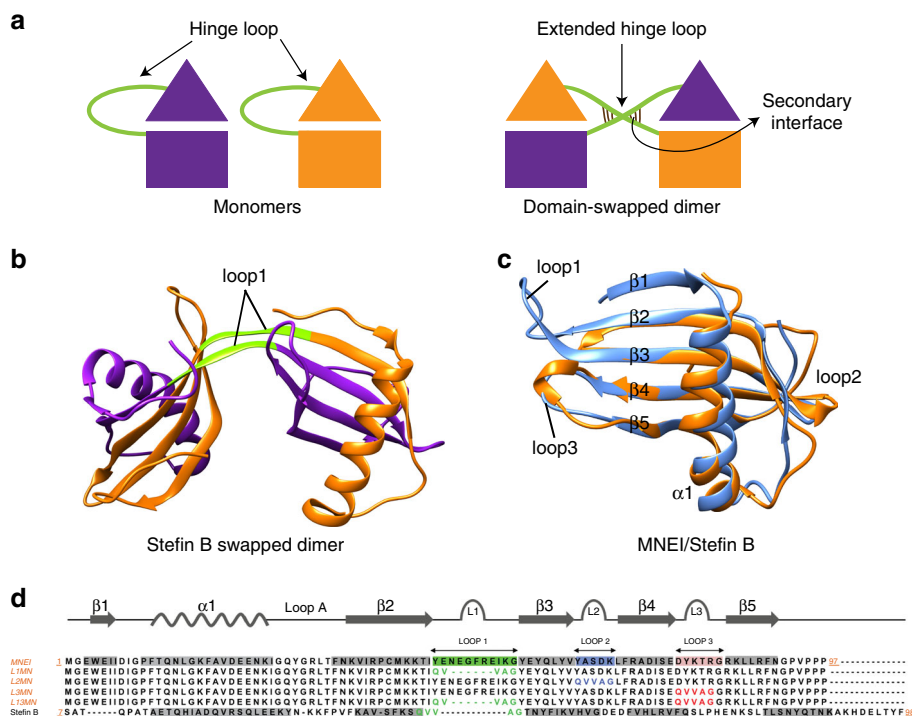 a
Hinge loop
Monomers
Extended hinge loop
Secondary
interface
Domain-swapped dimer
b
loop1
Stefin B swapped dimer
c
loop1
β1
β2
β3
β4
β5
loop2
loop3
α1
MNEI/Stefin B
d
β1 α1 Loop A β2 L1 β3 L2 β4 L3 β5
LOOP 1 LOOP 2 LOOP 3
MNEI 1 MGEWEIIDIGPFTQNLGKFAVDEENKIGQYGRLTFNKVIRPCMKKTIYENEGFREIKGYEYQLYVYASDKLFRADISEDYKTRGRKLLRFNGPVPPP 97-----------
L1MN MGEWEIIDIGPFTQNLGKFAVDEENKIGQYGRLTFNKVIRPCMKKTIQV------VAGYEYQLYVYASDKLFRADISEDYKTRGRKLLRFNGPVPPP-------------
L2MN MGEWEIIDIGPFTQNLGKFAVDEENKIGQYGRLTFNKVIRPCMKKTIYENEGFREIKGYEYQLYVQVVAGLFRADISEDYKTRGRKLLRFNGPVPPP-------------
L3MN MGEWEIIDIGPFTQNLGKFAVDEENKIGQYGRLTFNKVIRPCMKKTIYENEGFREIKGYEYQLYVYASDKLFRADISEQVVAGGRKLLRFNGPVPPP-------------
L13MN MGEWEIIDIGPFTQNLGKFAVDEENKIGQYGRLTFNKVIRPCMKKTIQV------VAGYEYQLYVYASDKLFRADISEQVVAGGRKLLRFNGPVPPP-------------
Stefin B 7 SAT-----QPATAETQHIADQVRSQLEEKYN-KKFPVFKAV-SFKSQVV--------AGTNYFIKVHVGDEDFVHLRVFQSLPHENKSLTLSNYQTNKAKHDELTYF 98